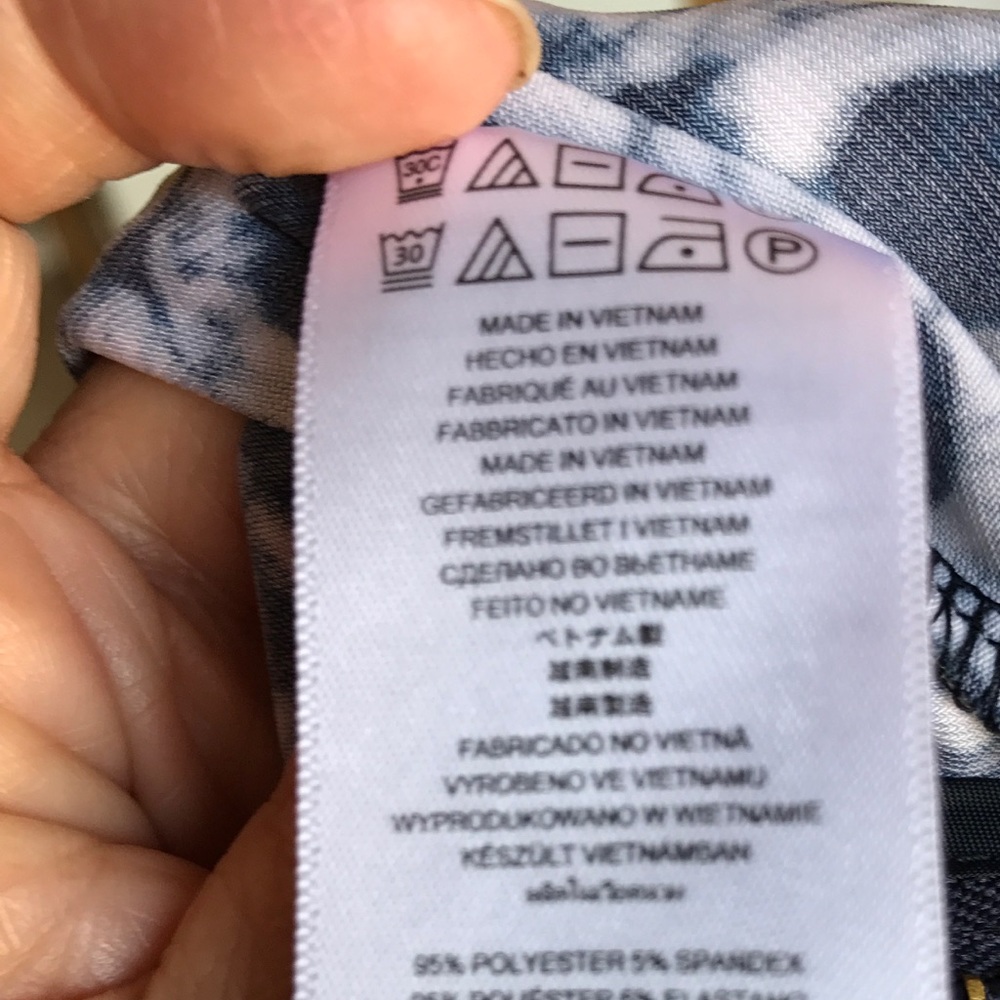 30C
30 P
MADE IN VIETNAM
HECHO EN VIETNAM
FABRIQUÉ AU VIETNAM
FABBRICATO IN VIETNAM
MADE IN VIETNAM
GEFABRICEERD IN VIETNAM
FREMSTILLET I VIETNAM
СДЕЛАНО ВО ВЬЕТНАМЕ
FEITO NO VIETNAME
ベトナム製
越南制造
越南製造
FABRICADO NO VIETNÃ
VYROBENO VE VIETNAMU
WYPRODUKOWANO W WIETNAMIE
KÉSZÜLT VIETNÁMBAN
95% POLYESTER 5% SPANDEX